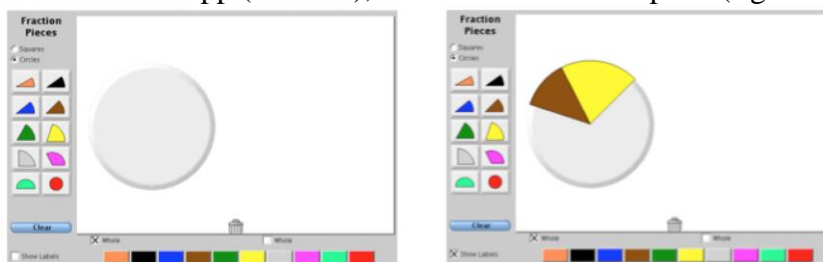 Fraction
Pieces
Squares
Circles
Clear
Whole
Whole
Show Labels
Fraction
Pieces
Squares
Circles
Clear
Whole
Whole
Show Labels